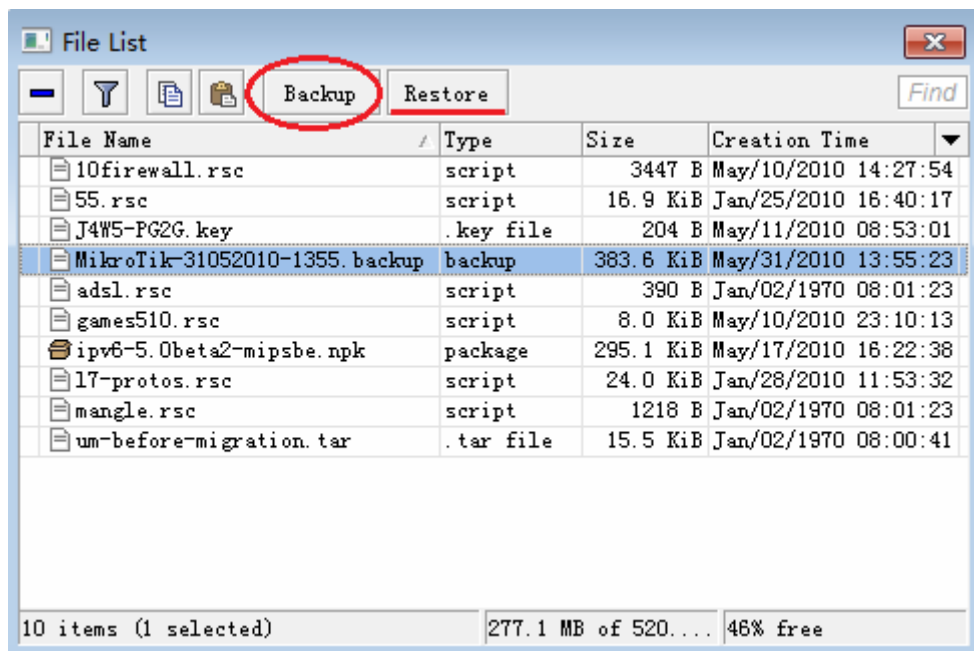 File List
Backup Restore Find
File Name Type Size Creation Time
10firewall.rsc script 3447 B May/10/2010 14:27:54
55.rsc script 16.9 KiB Jan/25/2010 16:40:17
J4W5-PG2G.key .key file 204 B May/11/2010 08:53:01
MikroTik-31052010-1355.backup backup 383.6 KiB May/31/2010 13:55:23
adsl.rsc script 390 B Jan/02/1970 08:01:23
games510.rsc script 8.0 KiB May/10/2010 23:10:13
ipv6-5.0beta2-mipsbe.npk package 295.1 KiB May/17/2010 16:22:38
l7-protos.rsc script 24.0 KiB Jan/28/2010 11:53:32
mangle.rsc script 1218 B Jan/02/1970 08:01:23
um-before-migration.tar .tar file 15.5 KiB Jan/02/1970 08:00:41
10 items (1 selected) 277.1 MB of 520.... 46% free